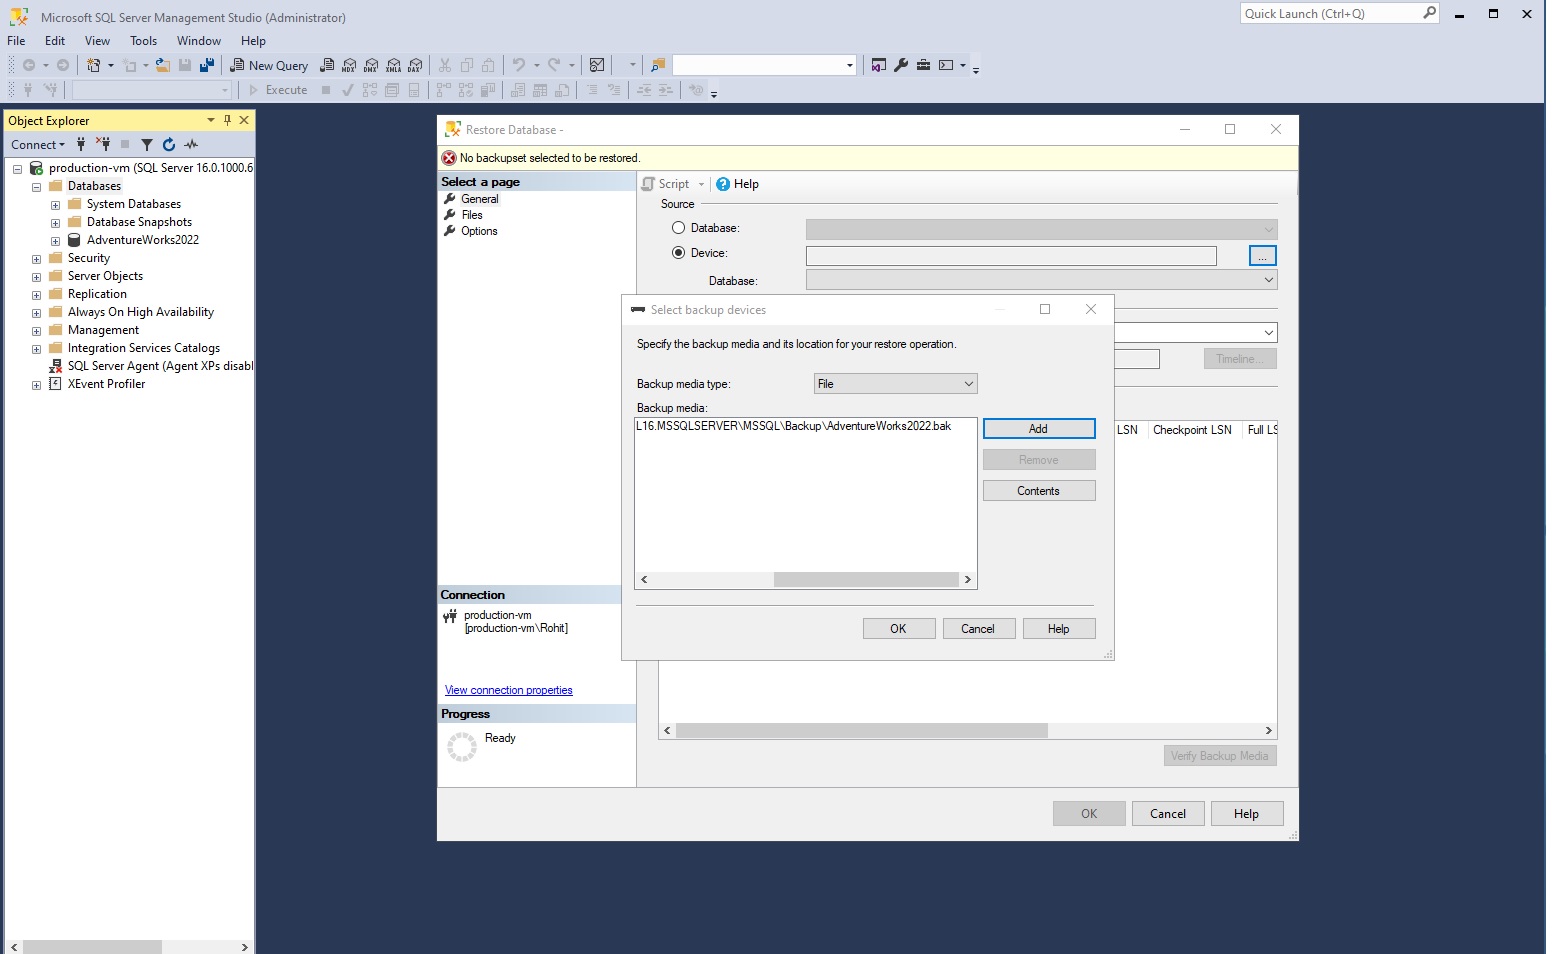 Microsoft SQL Server Management Studio (Administrator)
Quick Launch (Ctrl+Q)
File Edit View Tools Window Help
New Query
MDX DMX XMLA DAX
Execute
Object Explorer
Connect
production-vm (SQL Server 16.0.1000.6
Databases
System Databases
Database Snapshots
AdventureWorks2022
Security
Server Objects
Replication
Always On High Availability
Management
Integration Services Catalogs
SQL Server Agent (Agent XPs disabl
XEvent Profiler
Restore Database -
No backupset selected to be restored.
Select a page
General
Files
Options
Script
Help
Source
Database:
Device:
...
Database:
Timeline...
LSN Checkpoint LSN Full LS
Select backup devices
Specify the backup media and its location for your restore operation.
Backup media type: File
Backup media:
L16.MSSQLSERVER\MSSQL\Backup\AdventureWorks2022.bak
Add
Remove
Contents
OK Cancel Help
Connection
production-vm
[production-vm\Rohit]
View connection properties
Progress
Ready
Verify Backup Media
OK Cancel Help